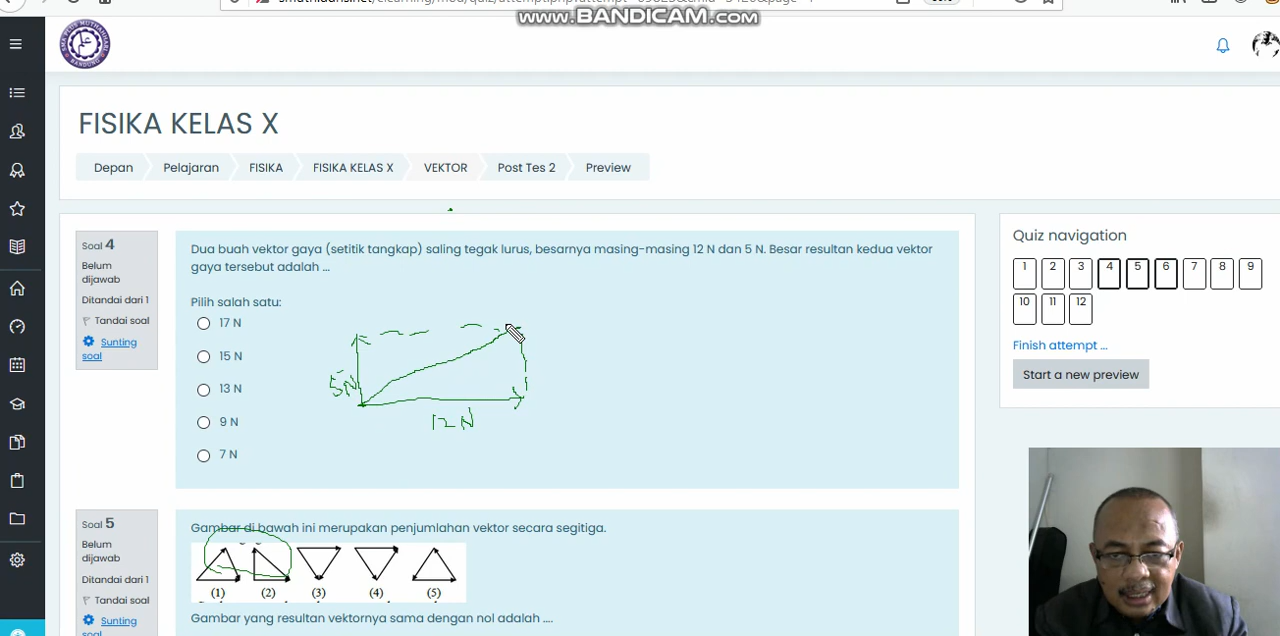 www.BANDICAM.com
FISIKA KELAS X
Depan
Pelajaran
FISIKA
FISIKA KELAS X
VEKTOR
Post Tes 2
Preview
Soal 4
Belum
dijawab
Ditandai dari 1
Tandai soal
Sunting
soal
Dua buah vektor gaya (setitik tangkap) saling tegak lurus, besarnya masing-masing 12 N dan 5 N. Besar resultan kedua vektor
gaya tersebut adalah ...
Pilih salah satu:
17 N
15 N
13 N
9 N
7 N
5N
12 N
Quiz navigation
1 2 3 4 5 6 7 8 9
10 11 12
Finish attempt ...
Start a new preview
Soal 5
Belum
dijawab
Ditandai dari 1
Tandai soal
Sunting
Gambar di bawah ini merupakan penjumlahan vektor secara segitiga.
(1) (2) (3) (4) (5)
Gambar yang resultan vektornya sama dengan nol adalah ....